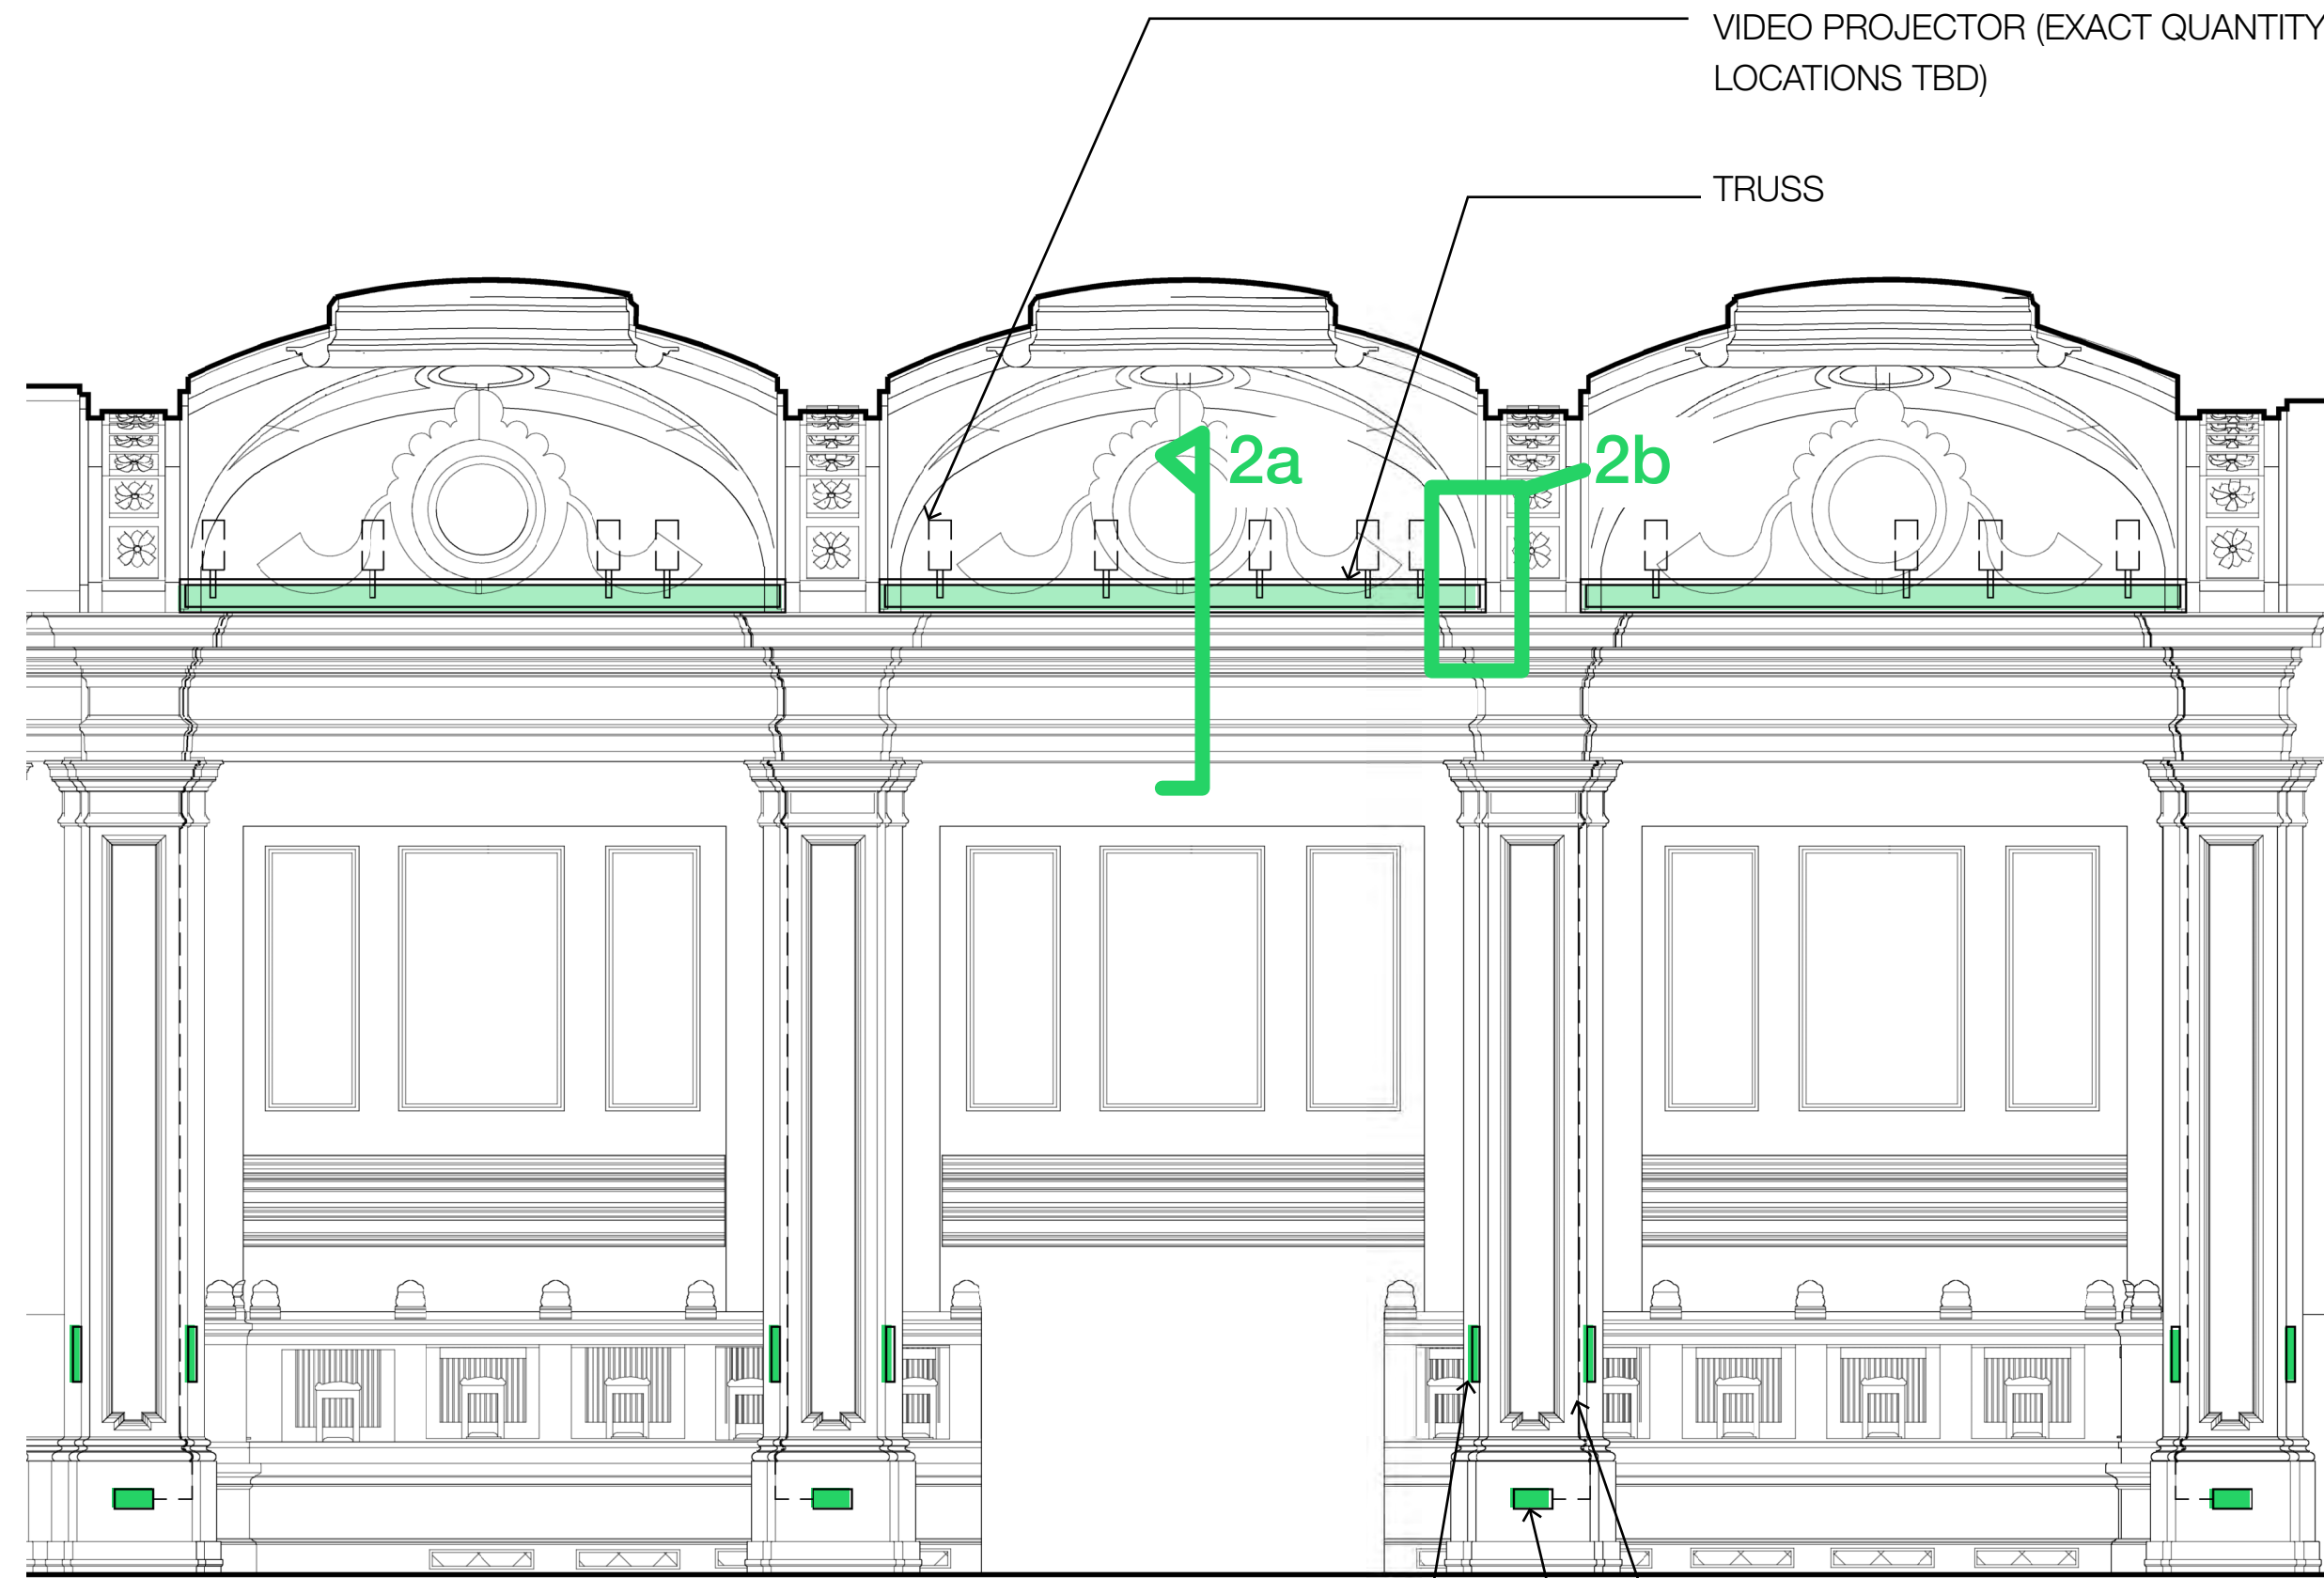 VIDEO PROJECTOR (EXACT QUANTITY
LOCATIONS TBD)
TRUSS
2a
2b